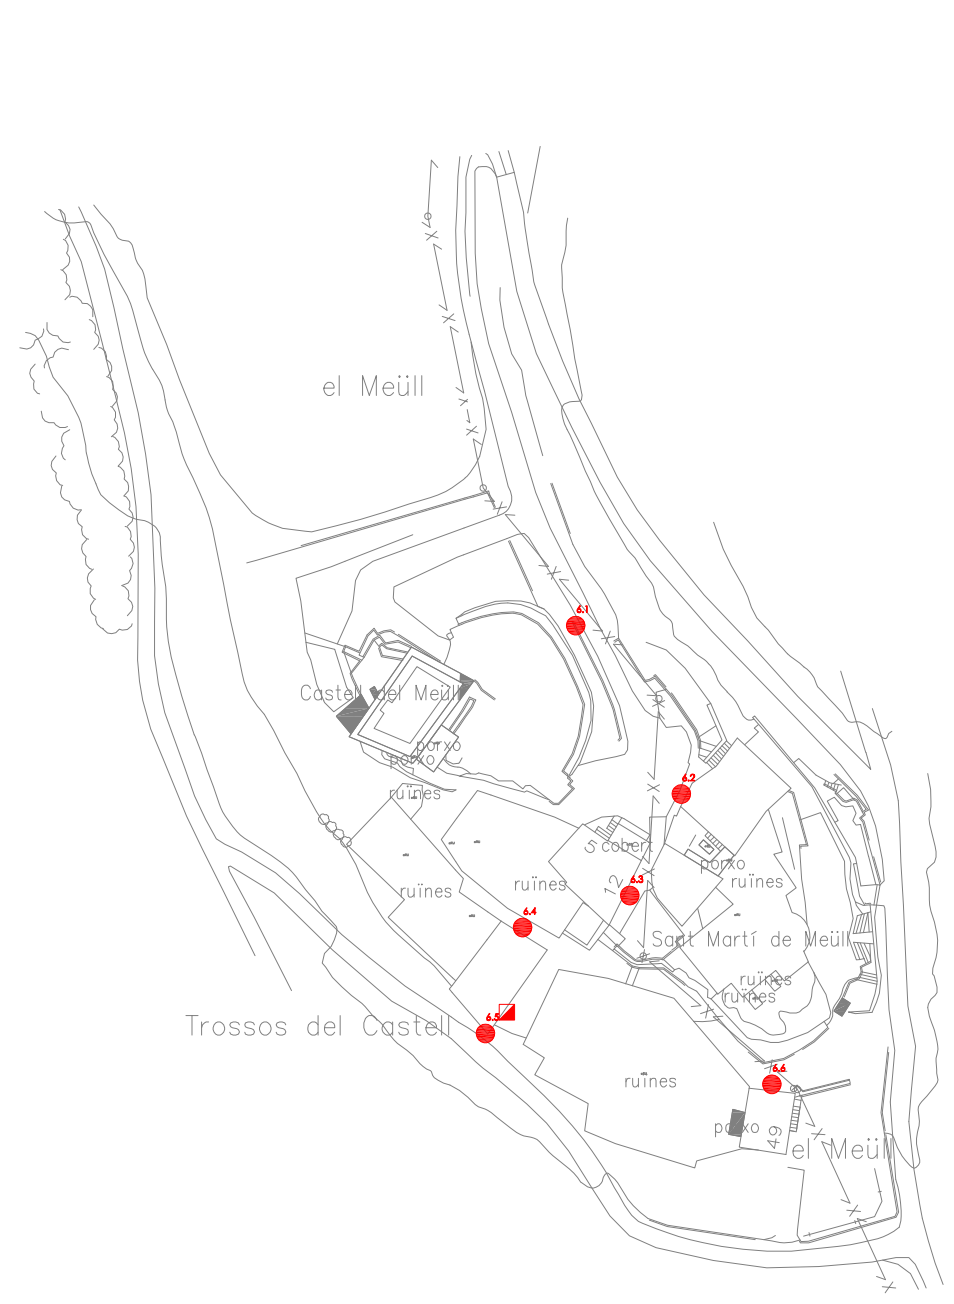 el Meüll
6.1
Castell del Meüll
porxo
porxo
6.2
ruïnes
5 cobert
porxo
6.3
12
ruïnes
ruïnes
ruïnes
6.4
Sant Martí de Meüll
ruïnes
ruïnes
6.5
Trossos del Castell
6.6
ruïnes
porxo
49
el Meüll